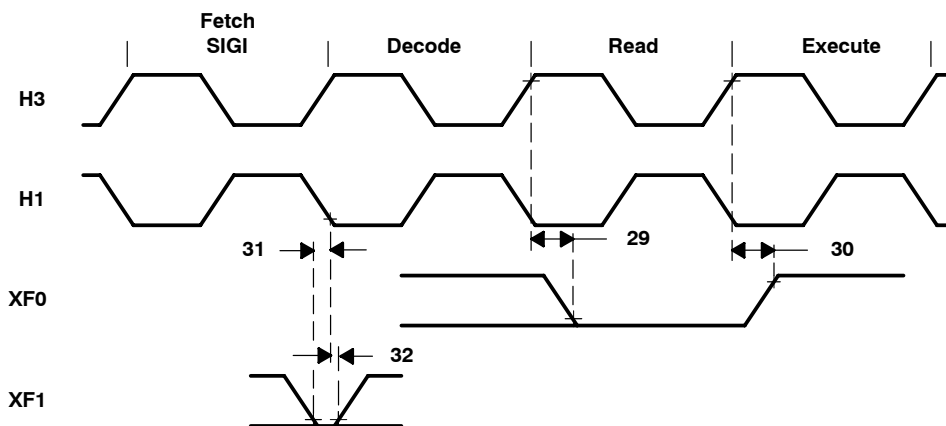 Fetch
SIGI
Decode
Read
Execute
H3
H1
31
29
30
XF0
32
XF1